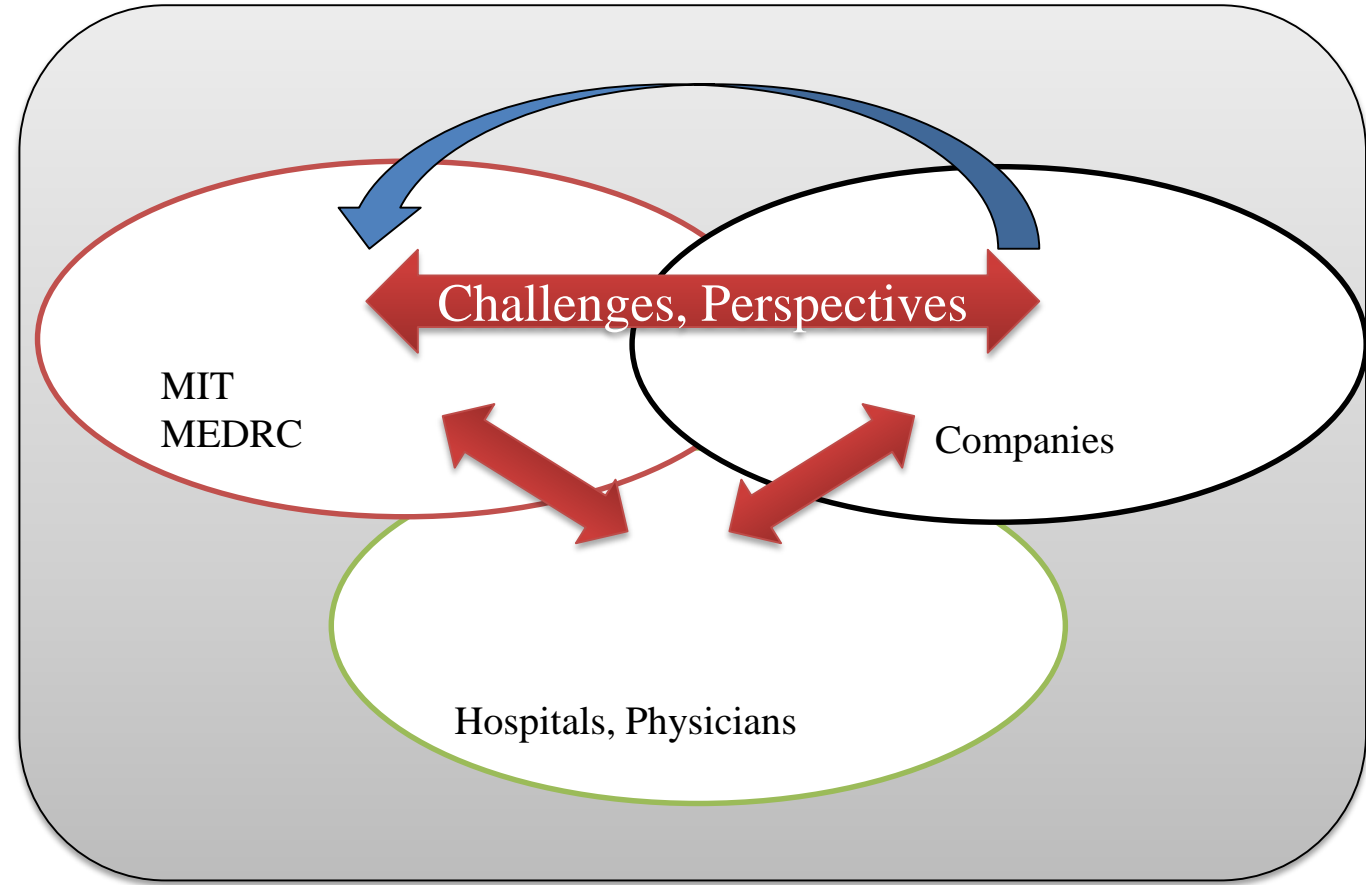 Challenges, Perspectives
MIT
MEDRC
Companies
Hospitals, Physicians